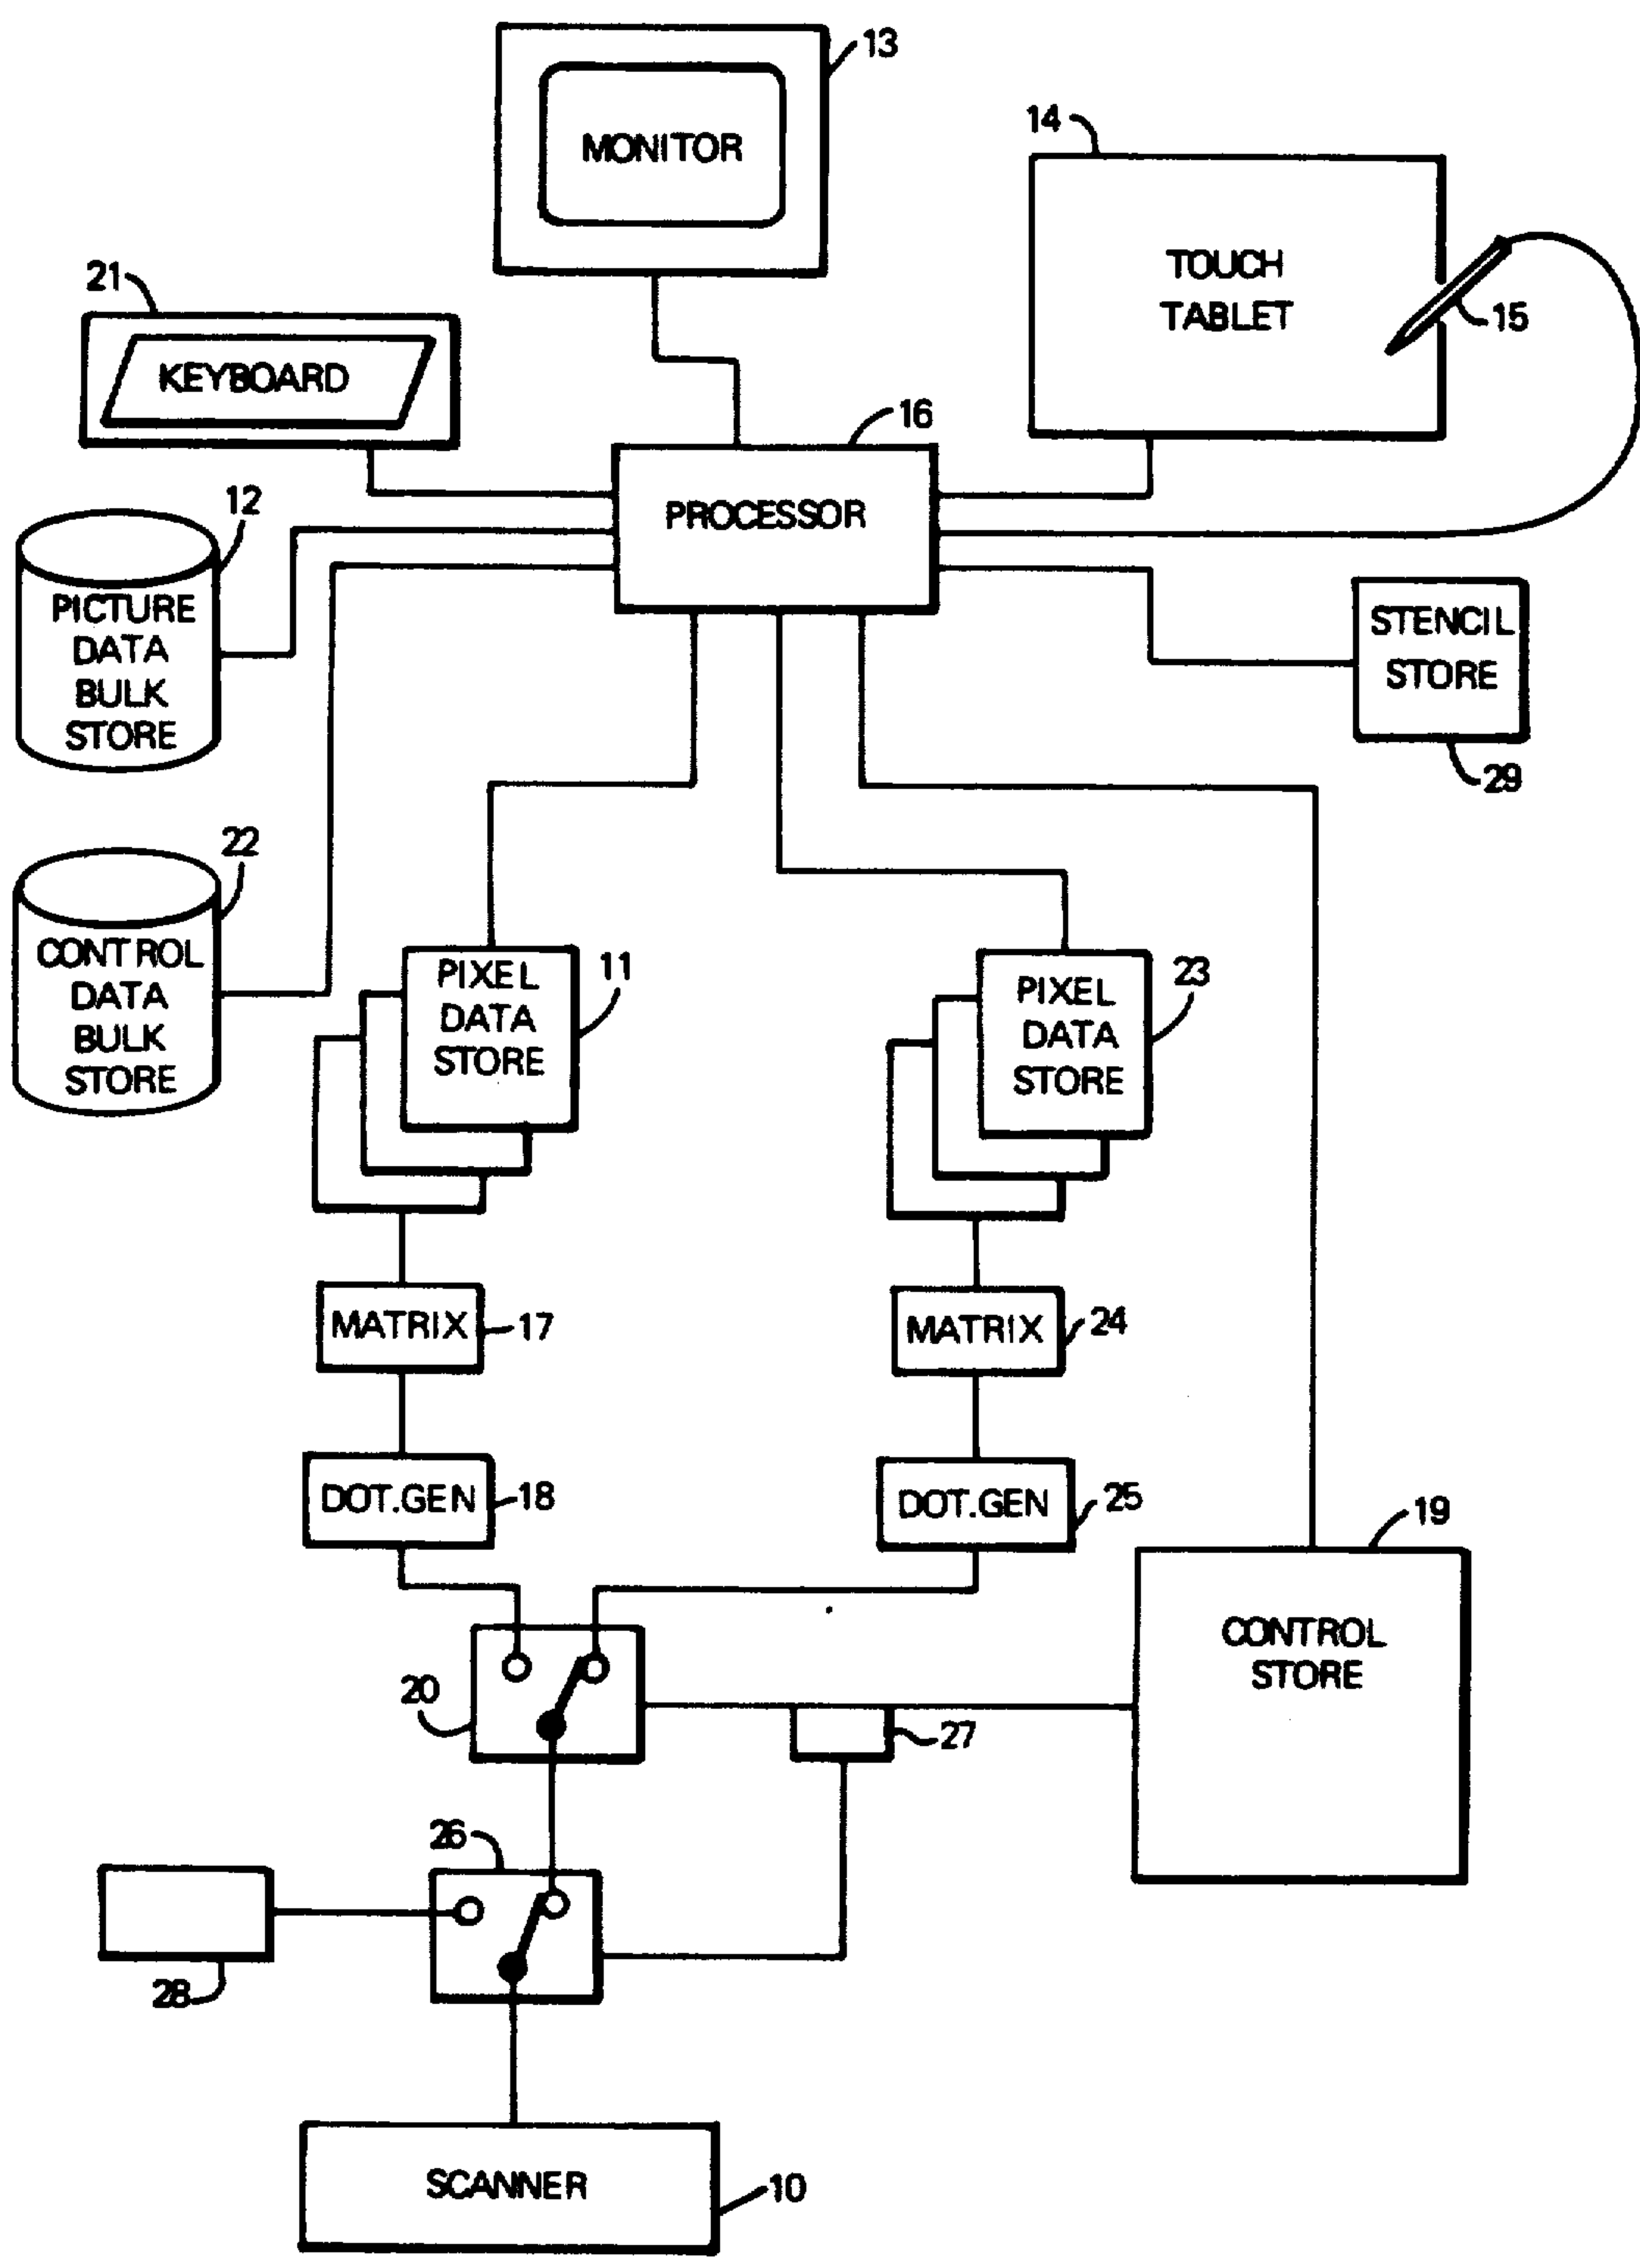 13
MONITOR
14
TOUCH
TABLET
15
21
KEYBOARD
16
PROCESSOR
12
PICTURE
DATA
BULK
STORE
STENCIL
STORE
29
22
CONTROL
DATA
BULK
STORE
11
PIXEL
DATA
STORE
23
PIXEL
DATA
STORE
MATRIX
17
MATRIX
24
DOT.GEN
18
DOT.GEN
25
19
CONTROL
STORE
20
27
26
28
SCANNER
10